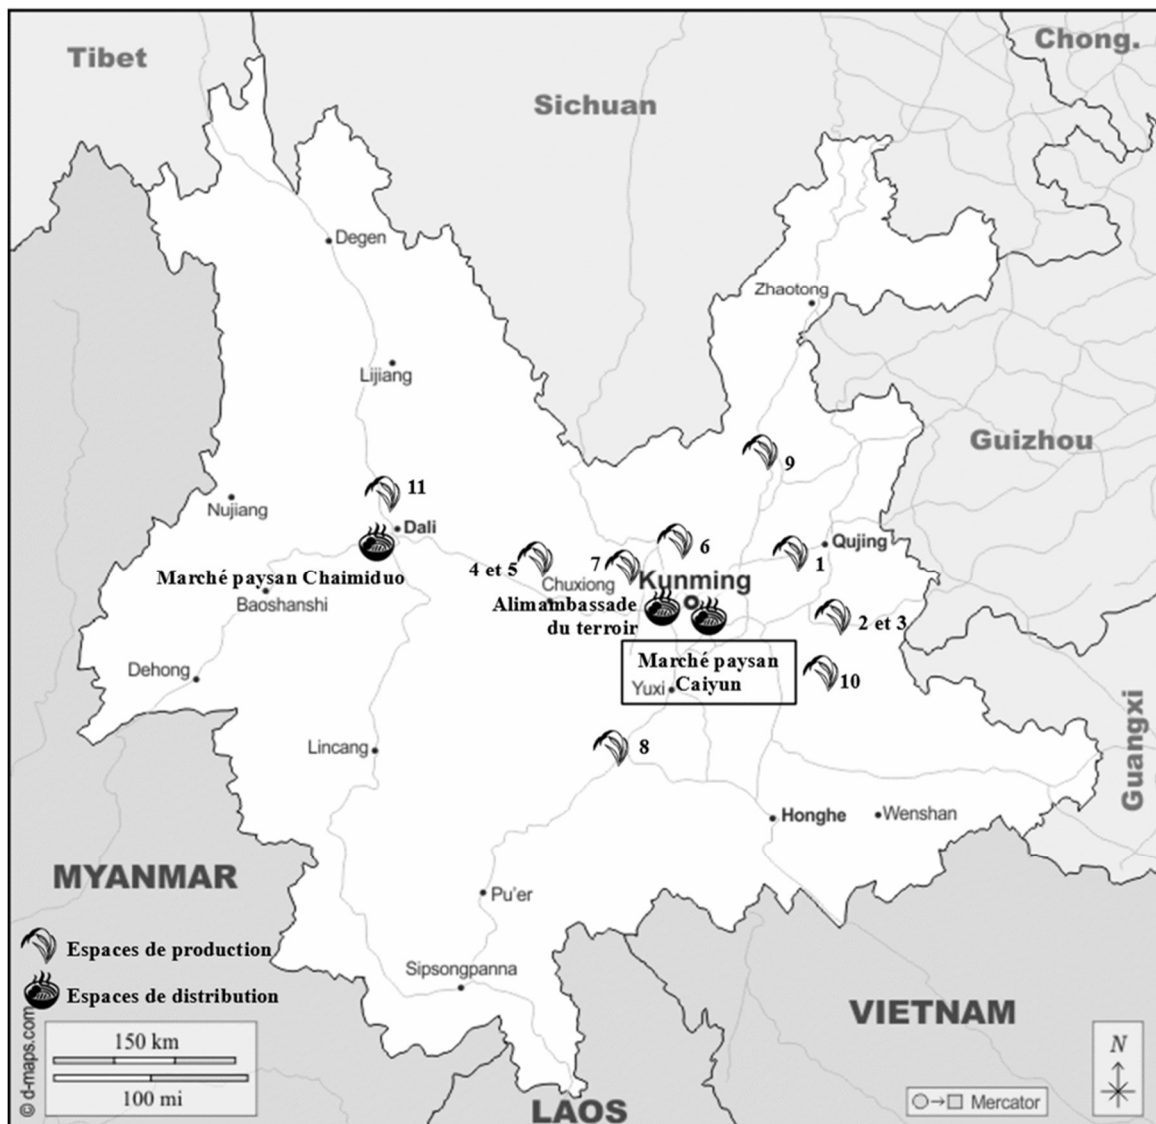 Tibet
Sichuan
Chong.
Degen
Zhaotong
Lijiang
Guizhou
9
11
Nujiang
Dali
6
Qujing
4 et 5
7
1
Marché paysan Chaimiduo
Chuxiong
Kunming
Baoshanshi
Alimambassade
du terroir
2 et 3
Marché paysan
Caiyun
Yuxi
10
Dehong
Guangxi
Lincang
8
Honghe
Wenshan
MYANMAR
Pu'er
Espaces de production
Sipsongpanna
Espaces de distribution
VIETNAM
© d-maps.com
150 km
100 mi
N
Mercator
LAOS